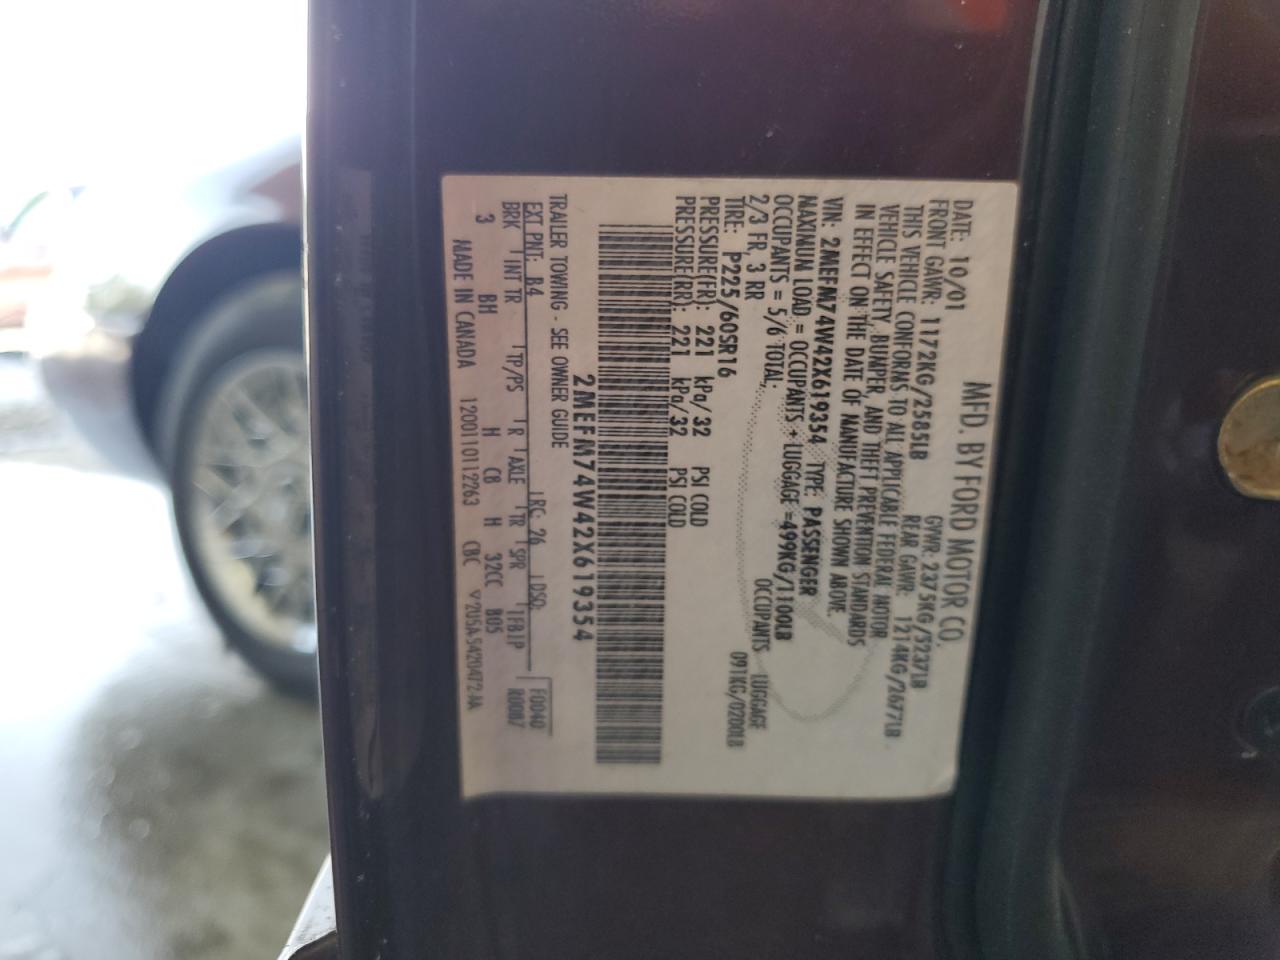 MFD. BY FORD MOTOR CO.
DATE: 10/01 GVWR: 2375KG/5237LB
FRONT GAWR: 1172KG/2585LB REAR GAWR: 1214KG/2677LB
THIS VEHICLE CONFORMS TO ALL APPLICABLE FEDERAL MOTOR
VEHICLE SAFETY, BUMPER, AND THEFT PREVENTION STANDARDS
IN EFFECT ON THE DATE OF MANUFACTURE SHOWN ABOVE.
VIN: 2MEFM74W42X619354 TYPE: PASSENGER
MAXIMUM LOAD = OCCUPANTS + LUGGAGE =499KG/1100LB
OCCUPANTS = 5/6 TOTAL; OCCUPANTS LUGGAGE
2/3 FR, 3 RR 091KG/0200LB
TIRE: P225/60SR16
PRESSURE(FR): 221 kPa/32 PSI COLD
PRESSURE(RR): 221 kPa/32 PSI COLD
2MEFM74W42X619354
TRAILER TOWING - SEE OWNER GUIDE
EXT PNT: B4 RC: 26 DSO: F0040
BRK INT TR TP/PS R AXLE TR SPR R0087
3 BH H CB H 32CC B05
MADE IN CANADA 1200110112263 CBC ▽2U5A-5420472-AA